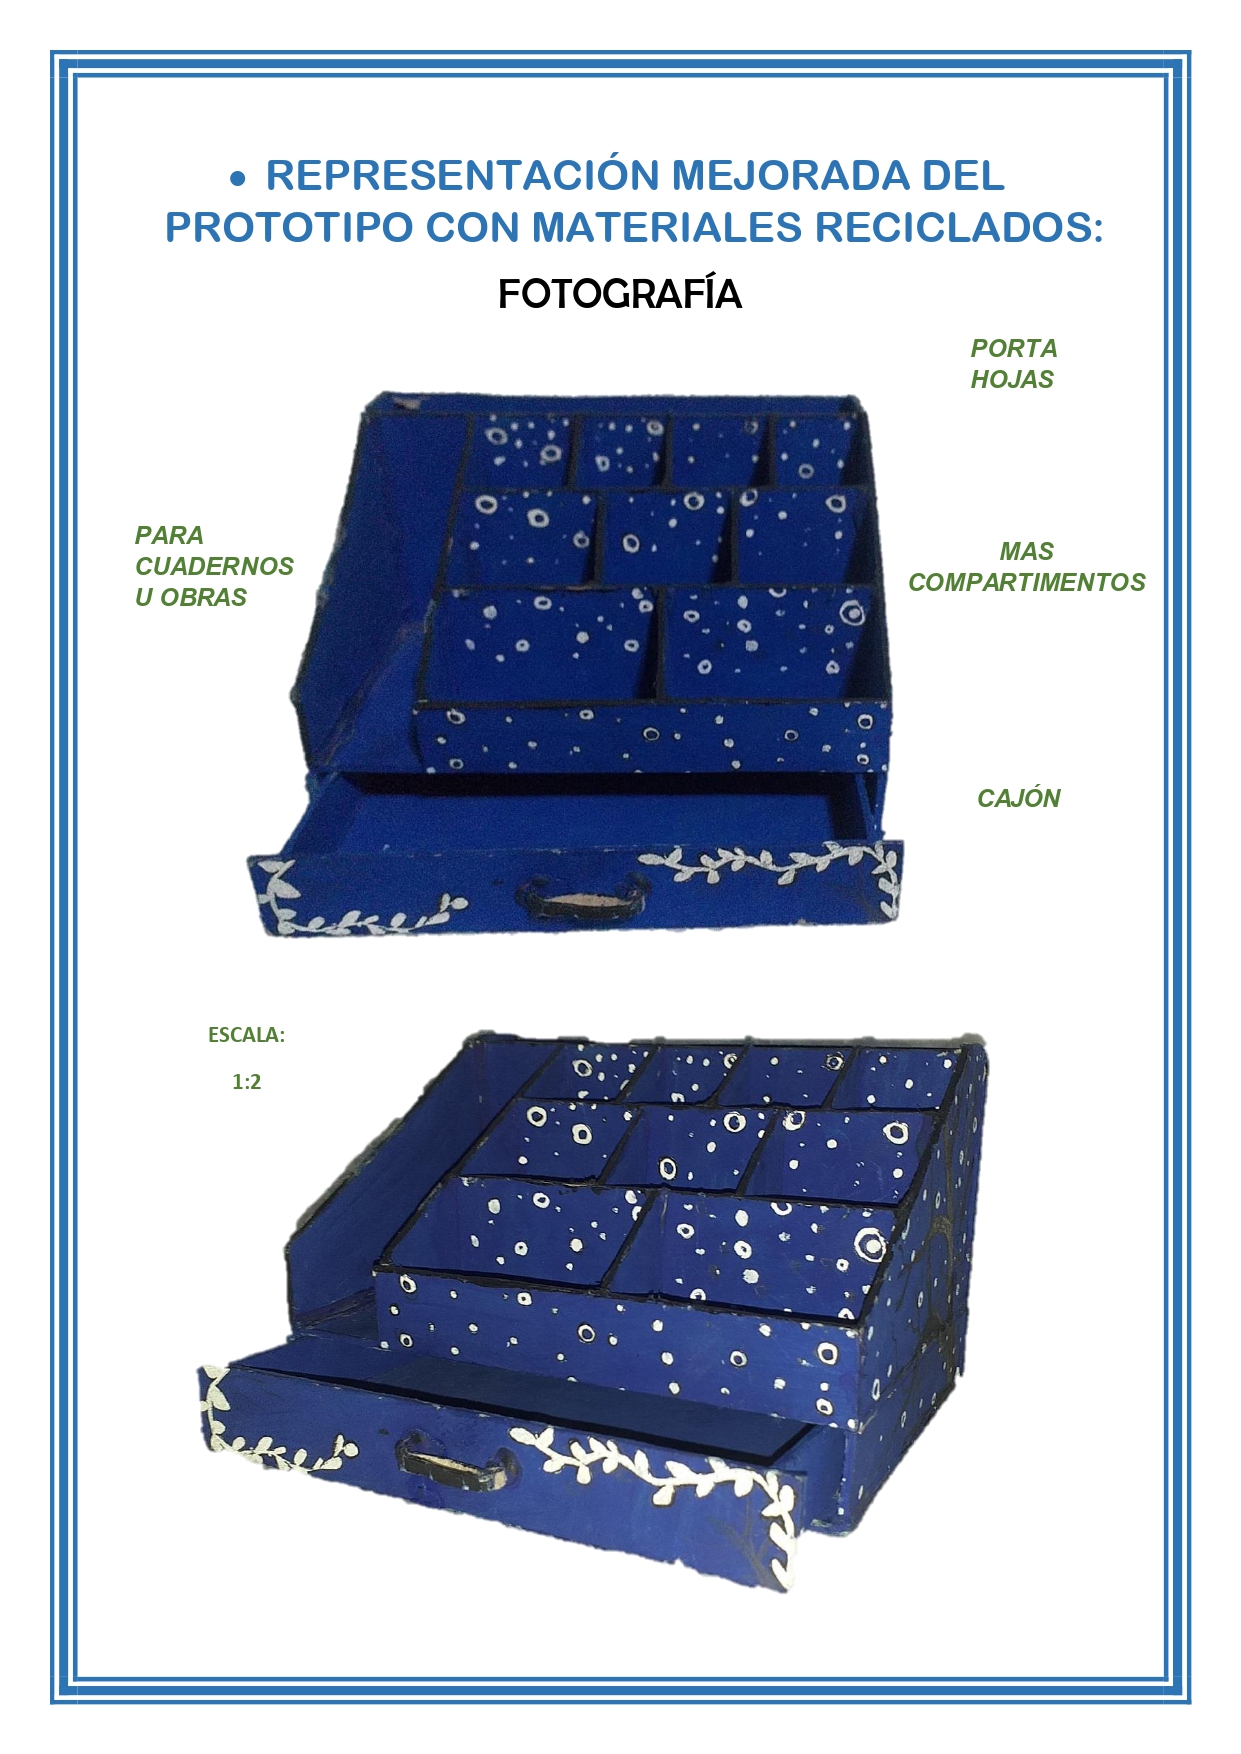 • REPRESENTACIÓN MEJORADA DEL
PROTOTIPO CON MATERIALES RECICLADOS:
FOTOGRAFÍA
PORTA
HOJAS
PARA
CUADERNOS
U OBRAS
MAS
COMPARTIMENTOS
CAJÓN
ESCALA:
1:2